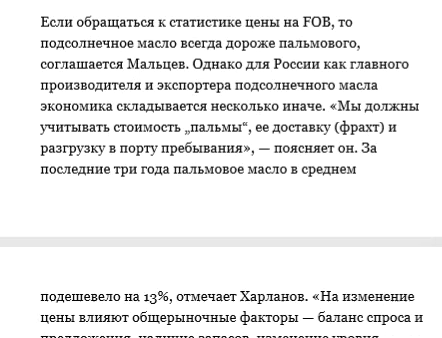 Если обращаться к статистике цены на FOB, то
подсолнечное масло всегда дороже пальмового,
соглашается Мальцев. Однако для России как главного
производителя и экспортера подсолнечного масла
экономика складывается несколько иначе. «Мы должны
учитывать стоимость „пальмы“, ее доставку (фрахт) и
разгрузку в порту пребывания», — поясняет он. За
последние три года пальмовое масло в среднем
подешевело на 13%, отмечает Харланов. «На изменение
цены влияют общерыночные факторы — баланс спроса и